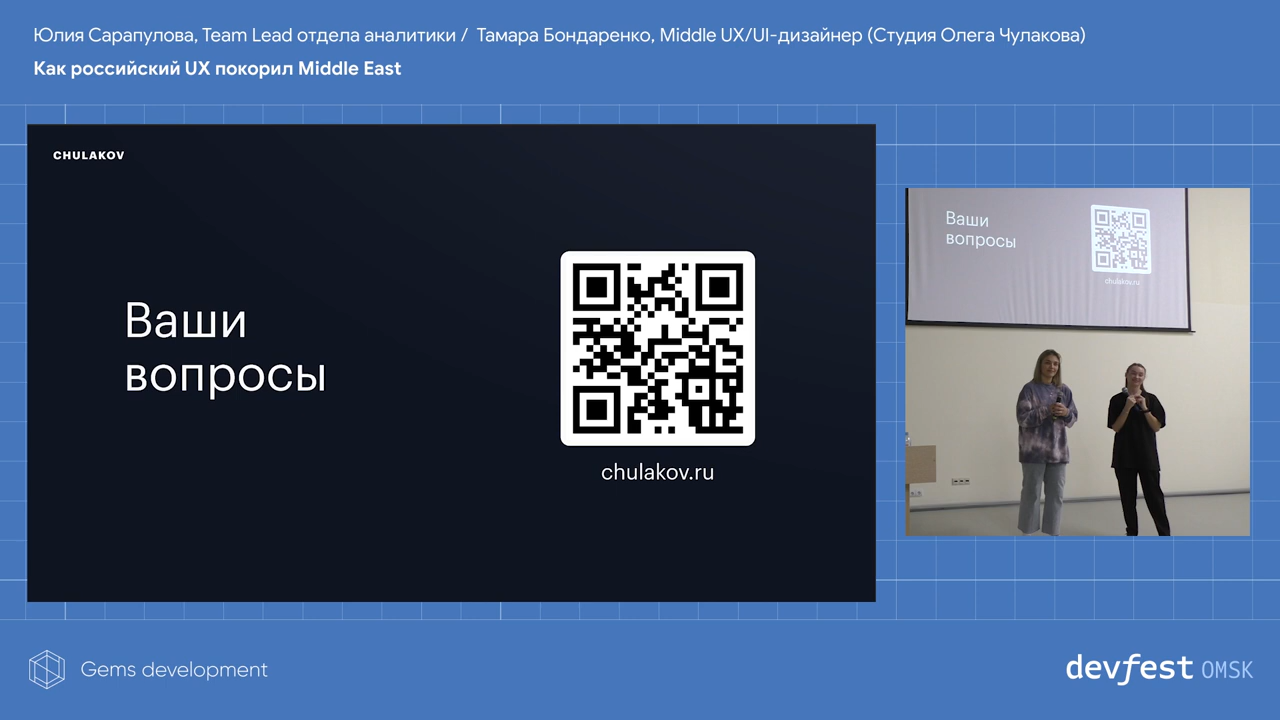 Юлия Сарапулова, Team Lead отдела аналитики / Тамара Бондаренко, Middle UX/UI-дизайнер (Студия Олега Чулакова)
Как российский UX покорил Middle East
CHULAKOV
Ваши
вопросы
chulakov.ru
Ваши
вопросы
chulakov.ru
Gems development
devfest OMSK